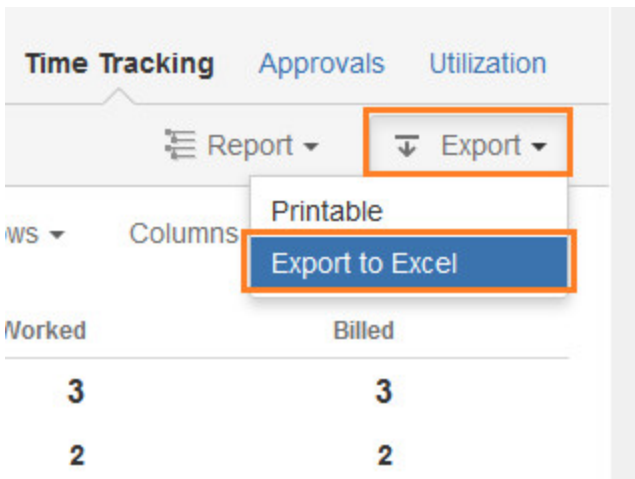 Time Tracking Approvals Utilization
Report Export
Printable
Columns
Export to Excel
Worked Billed
3 3
2 2